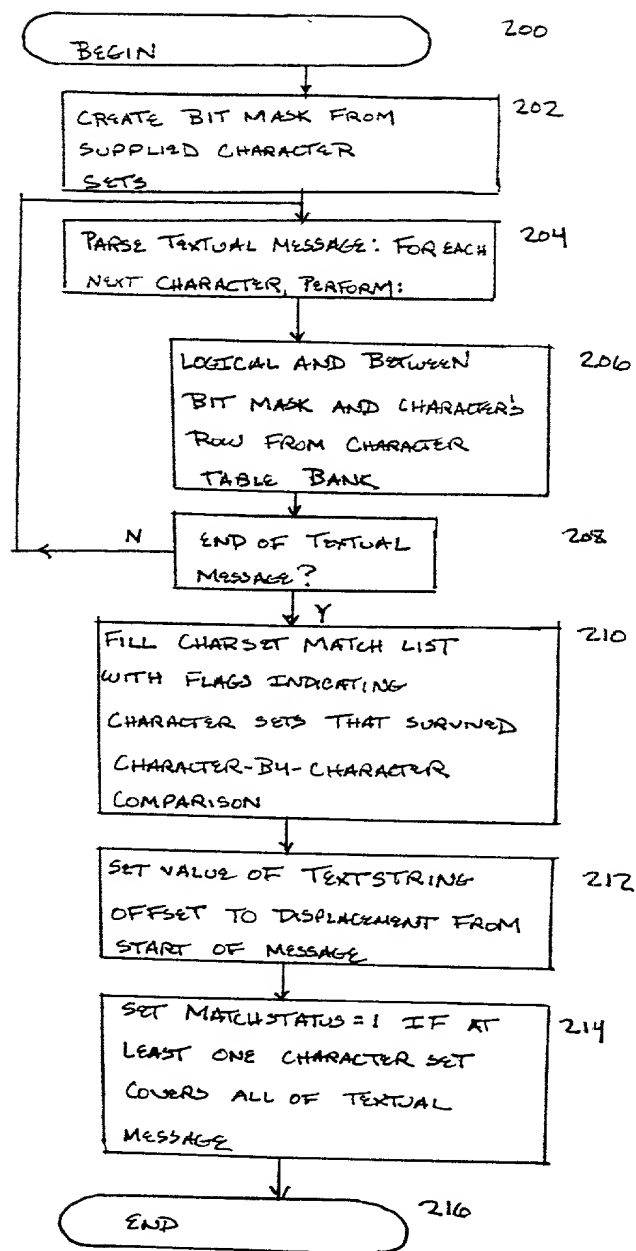 200
BEGIN
202
CREATE BIT MASK FROM
SUPPLIED CHARACTER
SETS
204
PARSE TEXTUAL MESSAGE: FOR EACH
NEXT CHARACTER, PERFORM:
206
LOGICAL AND BETWEEN
BIT MASK AND CHARACTER'S
ROW FROM CHARACTER
TABLE BANK
208
N
END OF TEXTUAL
MESSAGE?
Y
210
FILL CHARSET MATCH LIST
WITH FLAGS INDICATING
CHARACTER SETS THAT SURVIVED
CHARACTER-BY-CHARACTER
COMPARISON
212
SET VALUE OF TEXTSTRING
OFFSET TO DISPLACEMENT FROM
START OF MESSAGE
214
SET MATCHSTATUS=1 IF AT
LEAST ONE CHARACTER SET
COVERS ALL OF TEXTUAL
MESSAGE
216
END